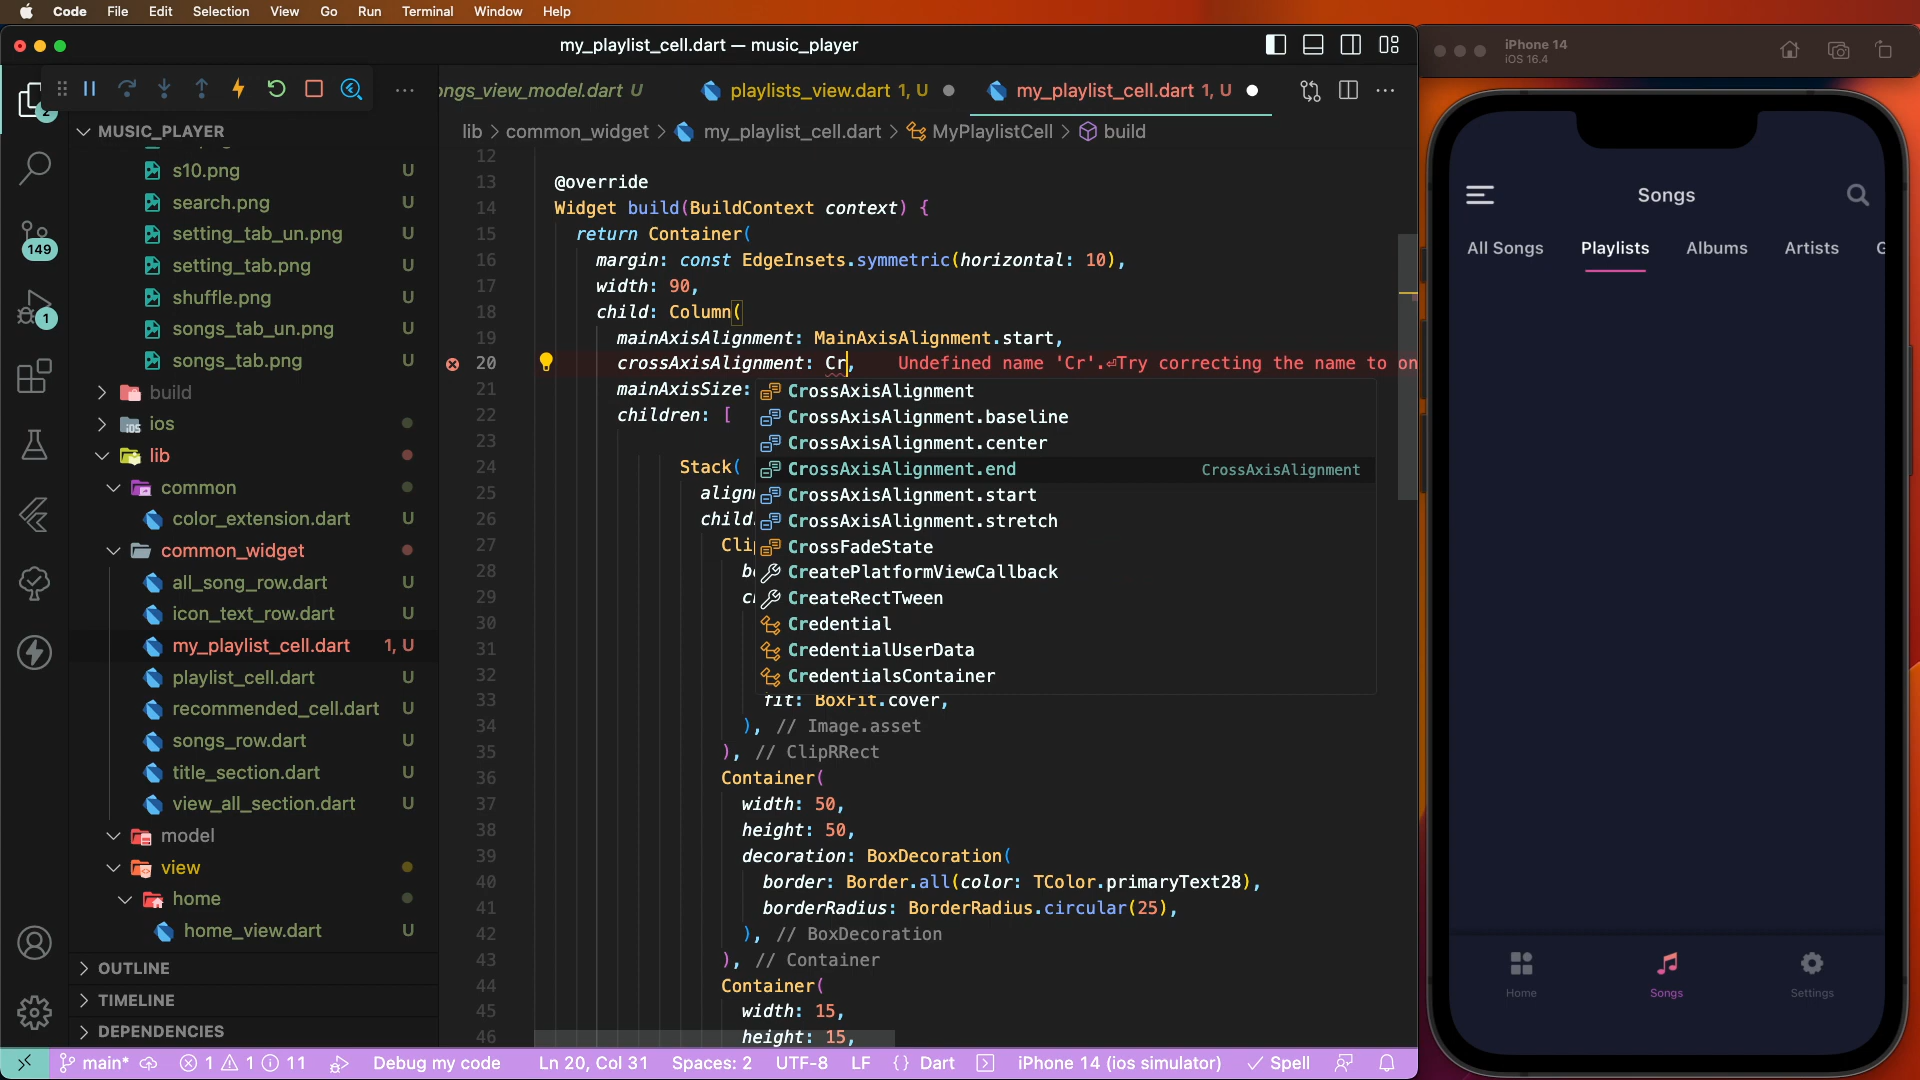 Code File Edit Selection View Go Run Terminal Window Help
my_playlist_cell.dart — music_player
ongs_view_model.dart U
playlists_view.dart 1, U
my_playlist_cell.dart 1, U
lib > common_widget > my_playlist_cell.dart > MyPlaylistCell > build
2
149
1
MUSIC_PLAYER
s10.png U
search.png U
setting_tab_un.png U
setting_tab.png U
shuffle.png U
songs_tab_un.png U
songs_tab.png U
build
ios
lib
common
color_extension.dart U
common_widget
all_song_row.dart U
icon_text_row.dart U
my_playlist_cell.dart 1, U
playlist_cell.dart U
recommended_cell.dart U
songs_row.dart U
title_section.dart U
view_all_section.dart U
model
view
home
home_view.dart U
OUTLINE
TIMELINE
DEPENDENCIES
12
13 @override
14 Widget build(BuildContext context) {
15 return Container(
16 margin: const EdgeInsets.symmetric(horizontal: 10),
17 width: 90,
18 child: Column(
19 mainAxisAlignment: MainAxisAlignment.start,
20 crossAxisAlignment: Cr, Undefined name 'Cr'.⏎Try correcting the name to on
21 mainAxisSize:
22 children: [
23
24 Stack(
25 alignm
26 child
27 Clip
28 b
29 c
30
31
32
33 fit: BoxFit.cover,
34 ), // Image.asset
35 ), // ClipRRect
36 Container(
37 width: 50,
38 height: 50,
39 decoration: BoxDecoration(
40 border: Border.all(color: TColor.primaryText28),
41 borderRadius: BorderRadius.circular(25),
42 ), // BoxDecoration
43 ), // Container
44 Container(
45 width: 15,
46 height: 15,
CrossAxisAlignment
CrossAxisAlignment.baseline
CrossAxisAlignment.center
CrossAxisAlignment.end CrossAxisAlignment
CrossAxisAlignment.start
CrossAxisAlignment.stretch
CrossFadeState
CreatePlatformViewCallback
CreateRectTween
Credential
CredentialUserData
CredentialsContainer
main* 1 1 11 Debug my code Ln 20, Col 31 Spaces: 2 UTF-8 LF {} Dart iPhone 14 (ios simulator) Spell
iPhone 14
iOS 16.4
Songs
All Songs Playlists Albums Artists G
Home Songs Settings